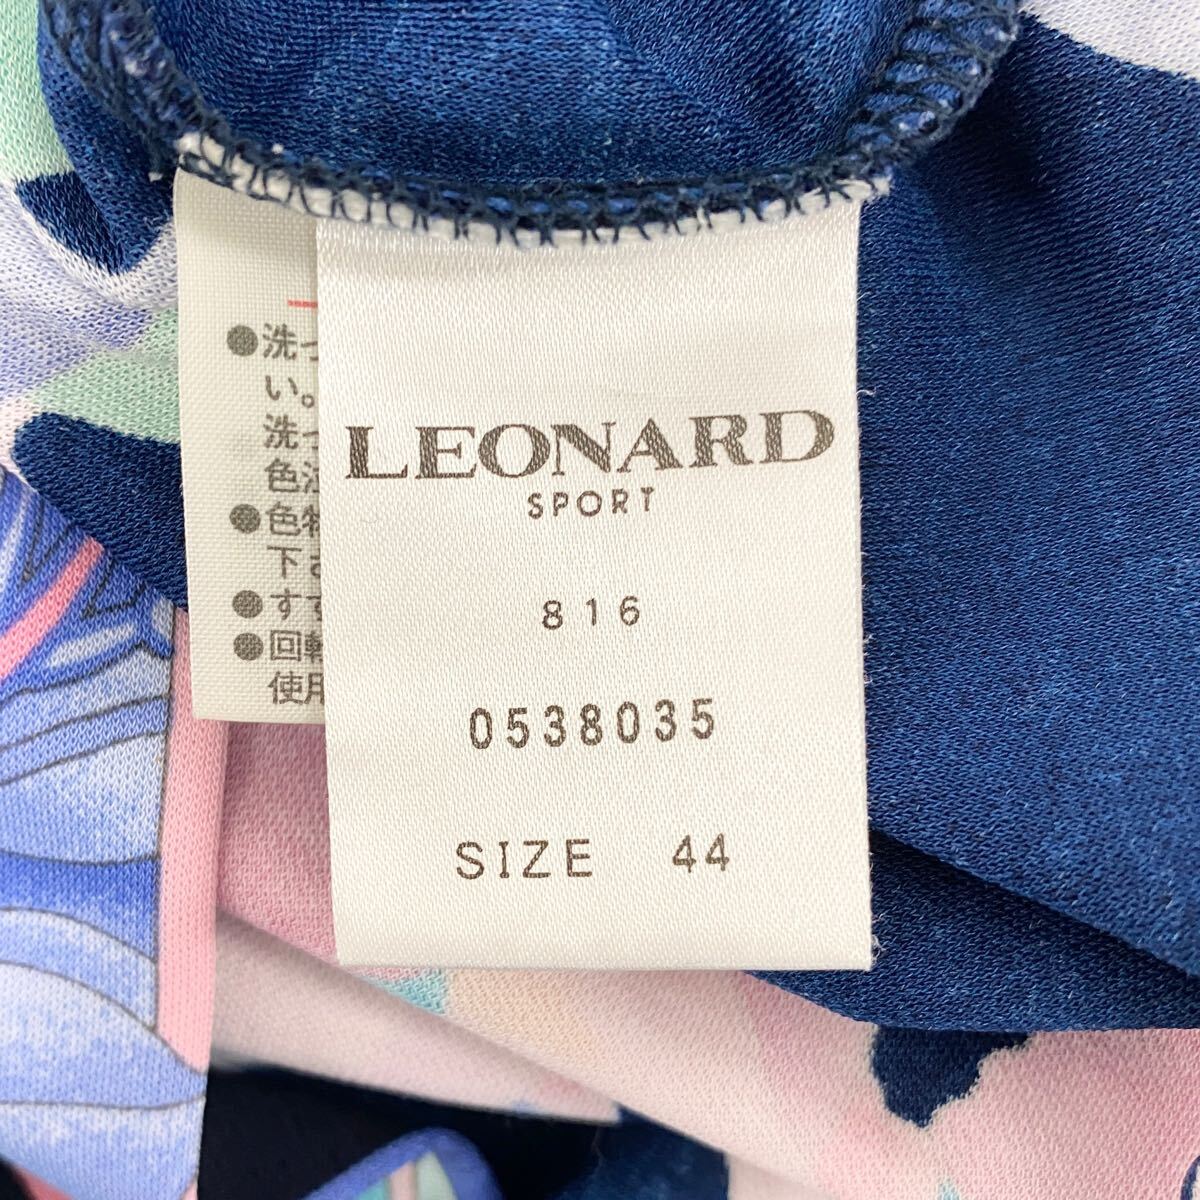 LEONARD
SPORT
816
0538035
SIZE 44
●洗っ
い。
洗っ
色
●色物
下さ
●すす
●回転
使用